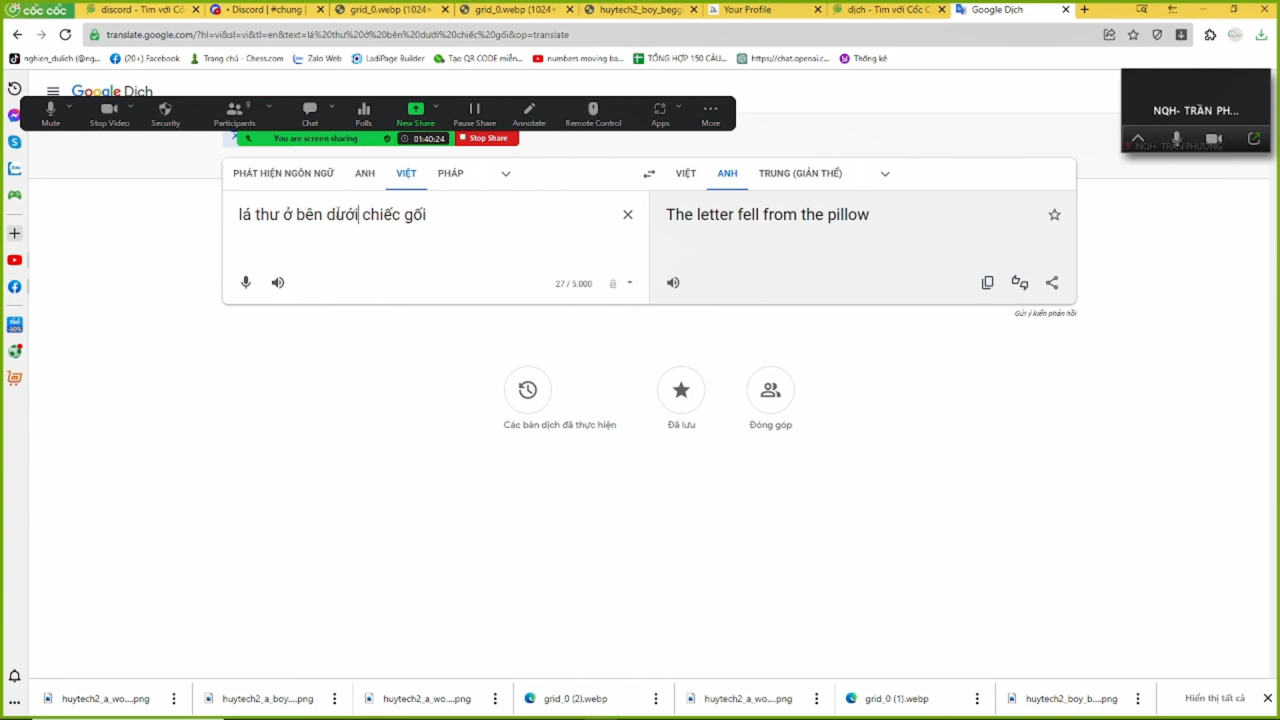 cốc cốc
discord - Tìm với Cố
• Discord | #chung |
grid_0.webp (1024×
grid_0.webp (1024×
huytech2_boy_begg
Your Profile
dịch - Tìm với Cốc C
Google Dịch
translate.google.com/?hl=vi&sl=vi&tl=en&text=lá%20thư%20ở%20bên%20dưới%20chiếc%20gối&op=translate
nghien_dulich (@ng...
(20+) Facebook
Trang chủ - Chess.com
Zalo Web
LadiPage Builder
Tạo QR CODE miễn...
numbers moving ba...
TỔNG HỢP 150 CÂU...
https://chat.openai.c...
Thống kê
Google Dịch
Mute
Stop Video
Security
Participants
9
Chat
Polls
New Share
Pause Share
Annotate
Remote Control
Apps
More
You are screen sharing
01:40:24
Stop Share
NQH- TRẦN PH...
NQH- TRẦN PHƯƠNG
PHÁT HIỆN NGÔN NGỮ
ANH
VIỆT
PHÁP
VIỆT
ANH
TRUNG (GIẢN THỂ)
lá thư ở bên dưới chiếc gối
The letter fell from the pillow
27 / 5.000
Gửi ý kiến phản hồi
Các bản dịch đã thực hiện
Đã lưu
Đóng góp
huytech2_a_wo....png
huytech2_a_boy....png
huytech2_a_wo....png
grid_0 (2).webp
huytech2_a_wo....png
grid_0 (1).webp
huytech2_boy_b....png
Hiển thị tất cả